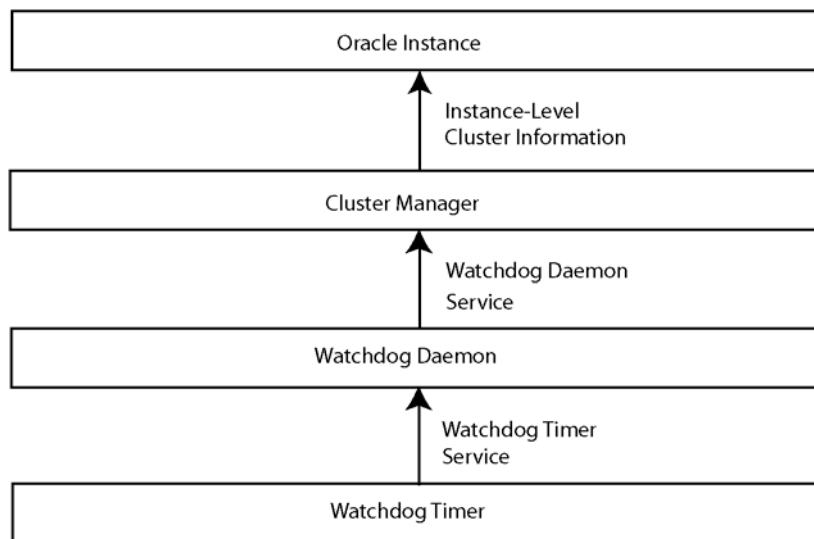 Oracle Instance
Instance-Level
Cluster Information
Cluster Manager
Watchdog Daemon
Service
Watchdog Daemon
Watchdog Timer
Service
Watchdog Timer